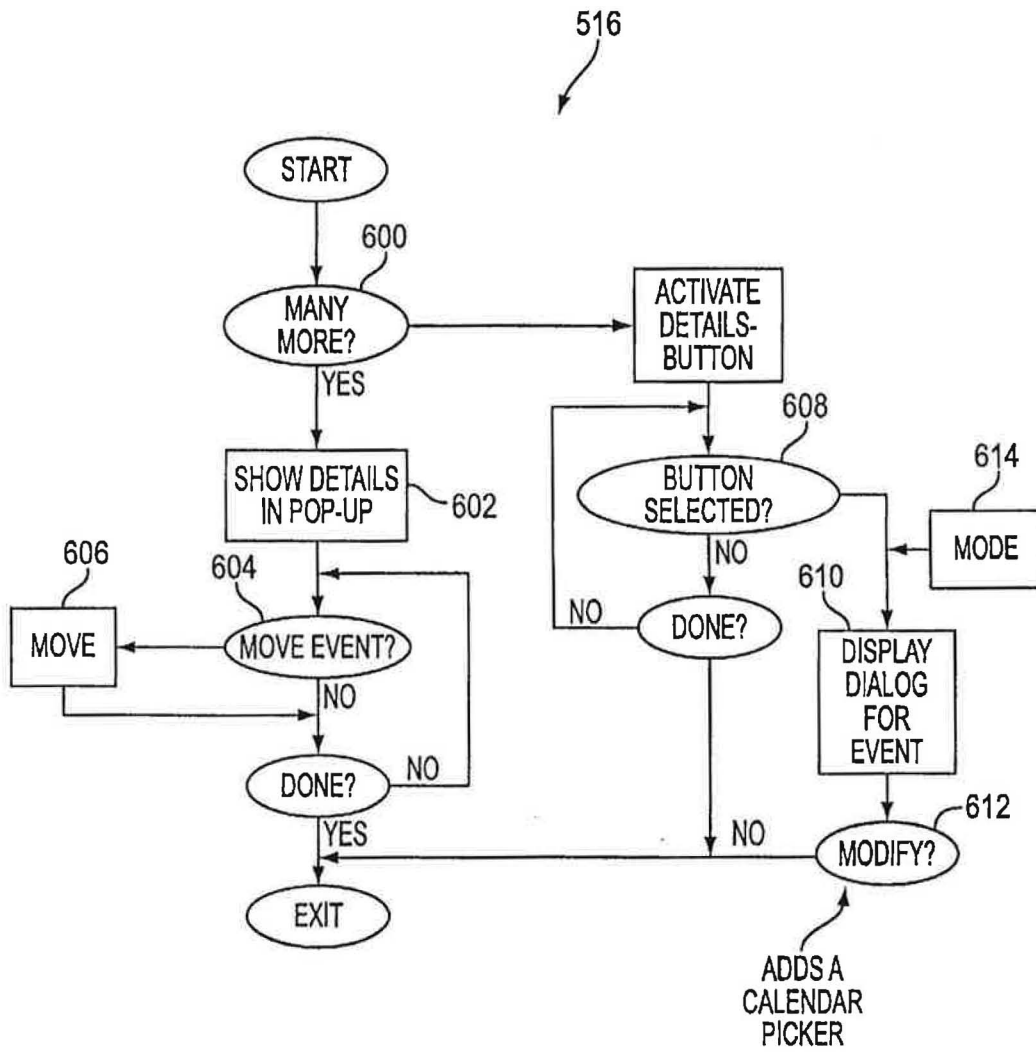 516
START
600
MANY
MORE?
YES
ACTIVATE
DETAILS-
BUTTON
608
SHOW DETAILS
IN POP-UP
602
BUTTON
SELECTED?
614
MODE
NO
606
604
MOVE
MOVE EVENT?
NO
NO
DONE?
610
DISPLAY
DIALOG
FOR
EVENT
DONE?
NO
YES
NO
612
MODIFY?
EXIT
ADDS A
CALENDAR
PICKER